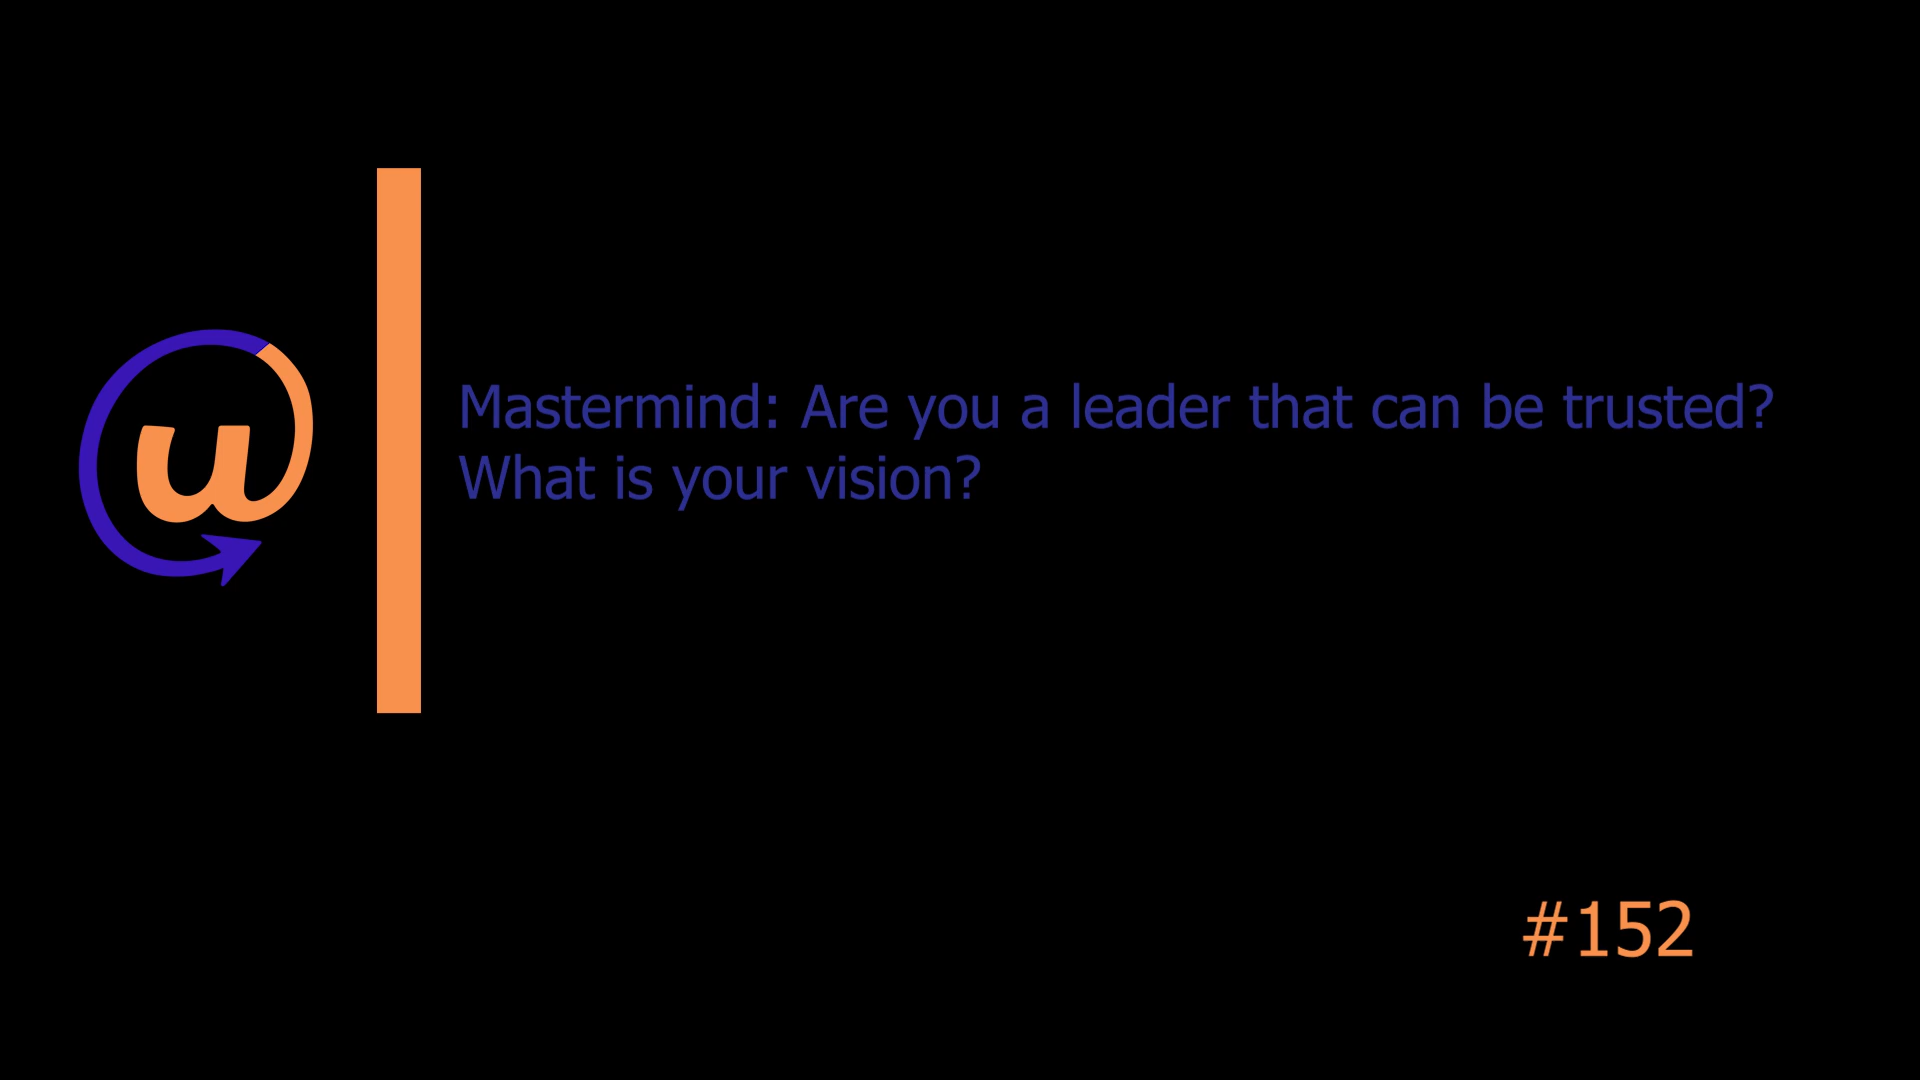 Mastermind: Are you a leader that can be trusted?
What is your vision?
u
#152